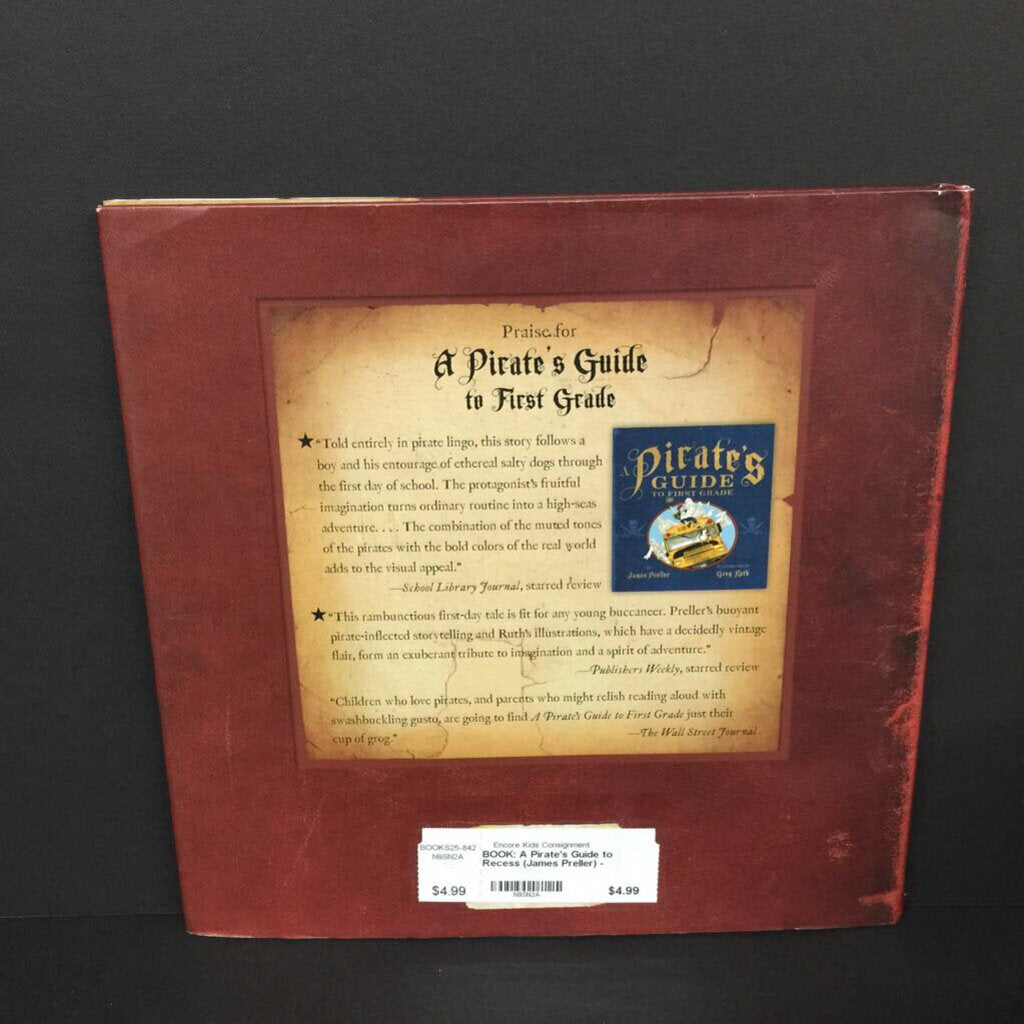 Praise for
A Pirate's Guide
to First Grade
★ "Told entirely in pirate lingo, this story follows a
boy and his entourage of ethereal salty dogs through
the first day of school. The protagonist's fruitful
imagination turns ordinary routine into a high-seas
adventure. . . . The combination of the muted tones
of the pirates with the bold colors of the real world
adds to the visual appeal."
—School Library Journal, starred review
A Pirate's
GUIDE
TO FIRST GRADE
BY
James Preller
ILLUSTRATED BY
Greg Ruth
★ "This rambunctious first-day tale is fit for any young buccaneer. Preller's buoyant
pirate-inflected storytelling and Ruth's illustrations, which have a decidedly vintage
flair, form an exuberant tribute to imagination and a spirit of adventure."
—Publishers Weekly, starred review
"Children who love pirates, and parents who might relish reading aloud with
swashbuckling gusto, are going to find A Pirate's Guide to First Grade just their
cup of grog."
—The Wall Street Journal
BOOKS25-842
N9SN2A
$4.99
Encore Kids Consignment
BOOK: A Pirate's Guide to
Recess (James Preller) -
N9SN2A
$4.99